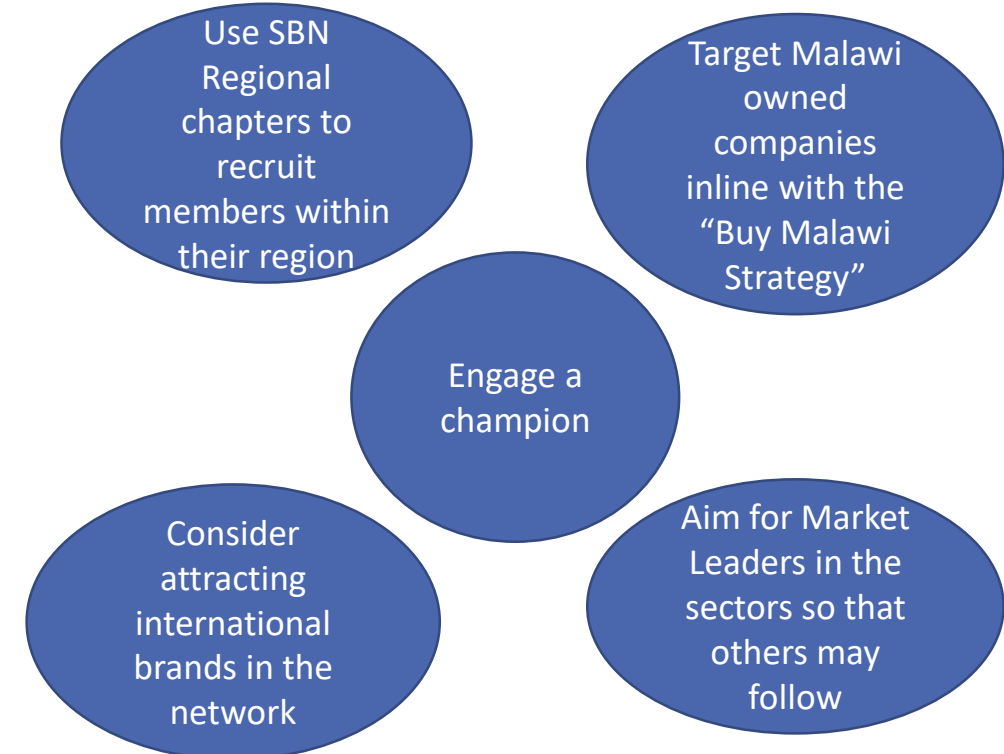 Use SBN
Regional
chapters to
recruit
members within
their region
Target Malawi
owned
companies
inline with the
“Buy Malawi
Strategy”
Engage a
champion
Consider
attracting
international
brands in the
network
Aim for Market
Leaders in the
sectors so that
others may
follow